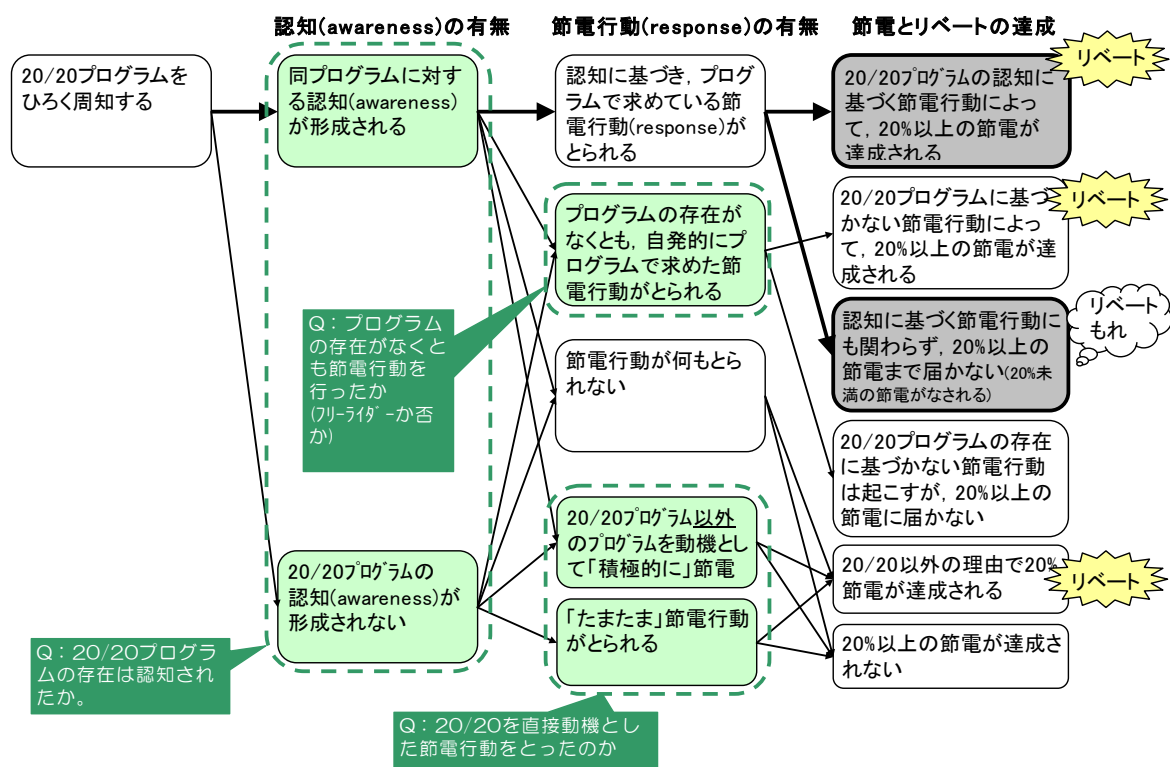 認知(awareness)の有無
節電行動(response)の有無
節電とリベートの達成
20/20プログラムを
ひろく周知する
同プログラムに対す
る認知(awareness)
が形成される
20/20プログラムの
認知(awareness)が
形成されない
Q：20/20プログラ
ムの存在は認知され
たか。
認知に基づき，プログ
ラムで求めている節
電行動(response)が
とられる
プログラムの存在が
なくとも，自発的にプ
ログラムで求めた節
電行動がとられる
Q：プログラム
の存在がなくと
も節電行動を
行ったか
(ﾌﾘｰﾗｲﾀﾞｰか否
か)
節電行動が何もとら
れない
20/20ﾌﾟﾛｸﾞﾗﾑ以外
のﾌﾟﾛｸﾞﾗﾑを動機とし
て「積極的に」節電
「たまたま」節電行動
がとられる
Q：20/20を直接動機とし
た節電行動をとったのか
20/20ﾌﾟﾛｸﾞﾗﾑの認知に
基づく節電行動によっ
て，20%以上の節電が
達成される
リベート
20/20プログラムに基づ
かない節電行動によっ
て，20%以上の節電が達
成される
リベート
認知に基づく節電行動に
も関わらず，20%以上の
節電まで届かない(20%未
満の節電がなされる)
リベート
もれ
20/20プログラムの存在
に基づかない節電行動
は起こすが，20%以上の
節電に届かない
20/20以外の理由で20%
節電が達成される
リベート
20%以上の節電が達成さ
れない